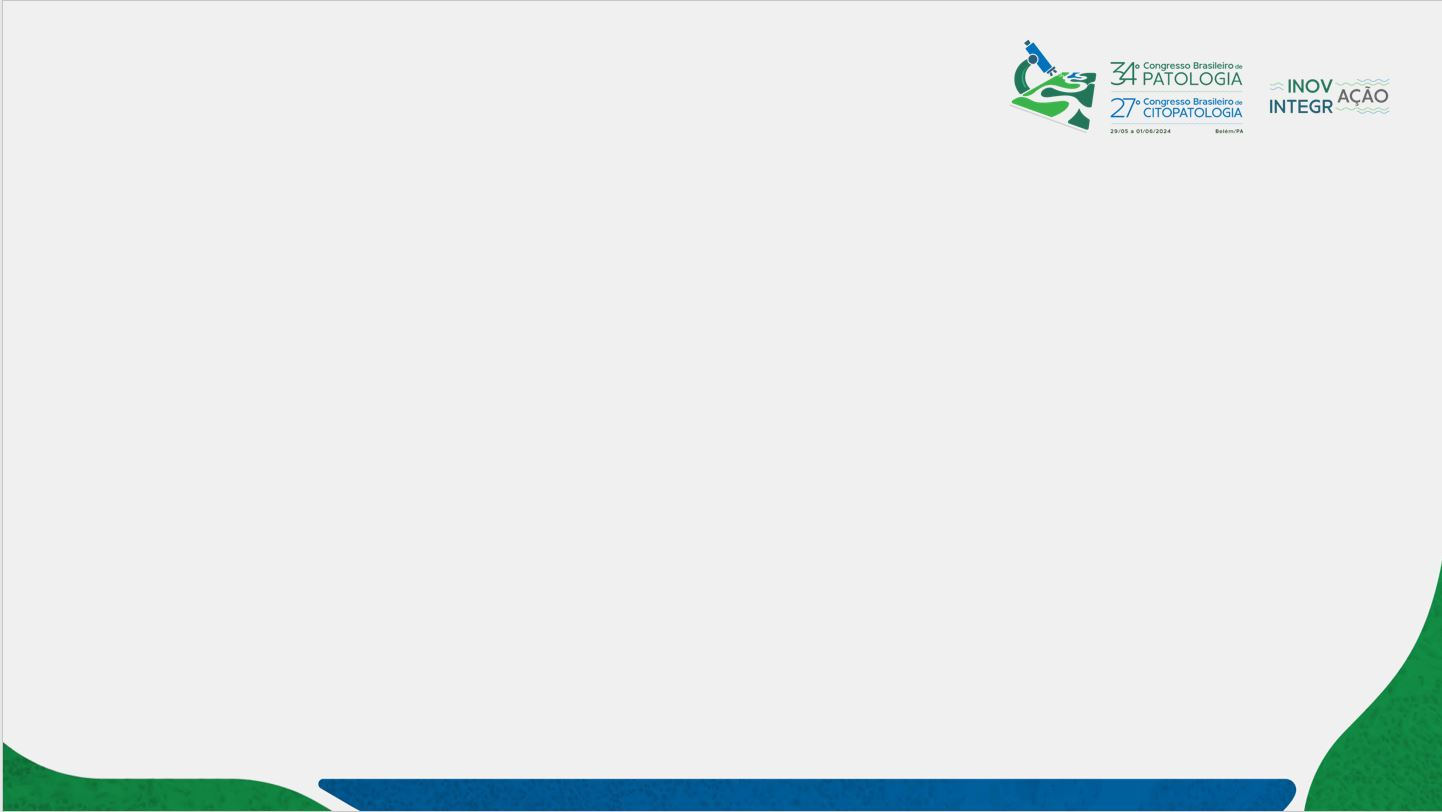 34º Congresso Brasileiro de
PATOLOGIA
27º Congresso Brasileiro de
CITOPATOLOGIA
29/05 a 01/06/2024 Belém/PA
INOV
INTEGR AÇÃO